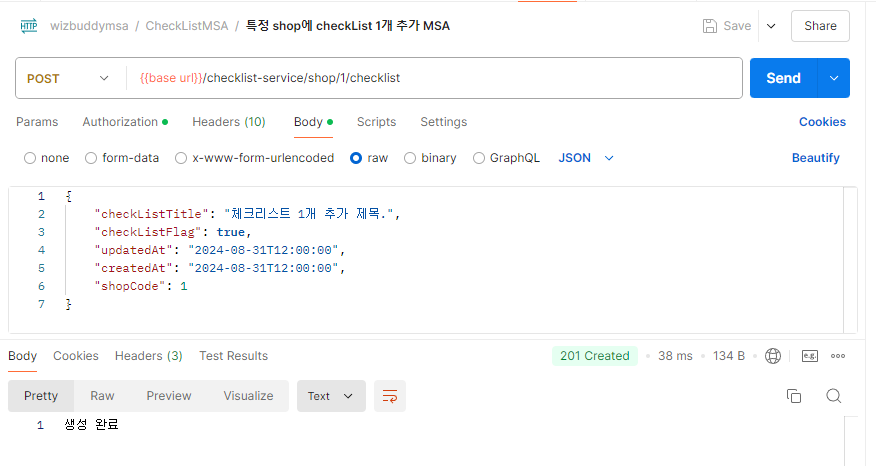 HTTP wizbuddymsa / CheckListMSA / 특정 shop에 checkList 1개 추가 MSA Save Share
POST {{base url}}/checklist-service/shop/1/checklist Send
Params Authorization Headers (10) Body Scripts Settings Cookies
none form-data x-www-form-urlencoded raw binary GraphQL JSON Beautify
1 {
2 "checkListTitle": "체크리스트 1개 추가 제목.",
3 "checkListFlag": true,
4 "updatedAt": "2024-08-31T12:00:00",
5 "createdAt": "2024-08-31T12:00:00",
6 "shopCode": 1
7 }
Body Cookies Headers (3) Test Results 201 Created 38 ms 134 B e.g.
Pretty Raw Preview Visualize Text
1 생성 완료